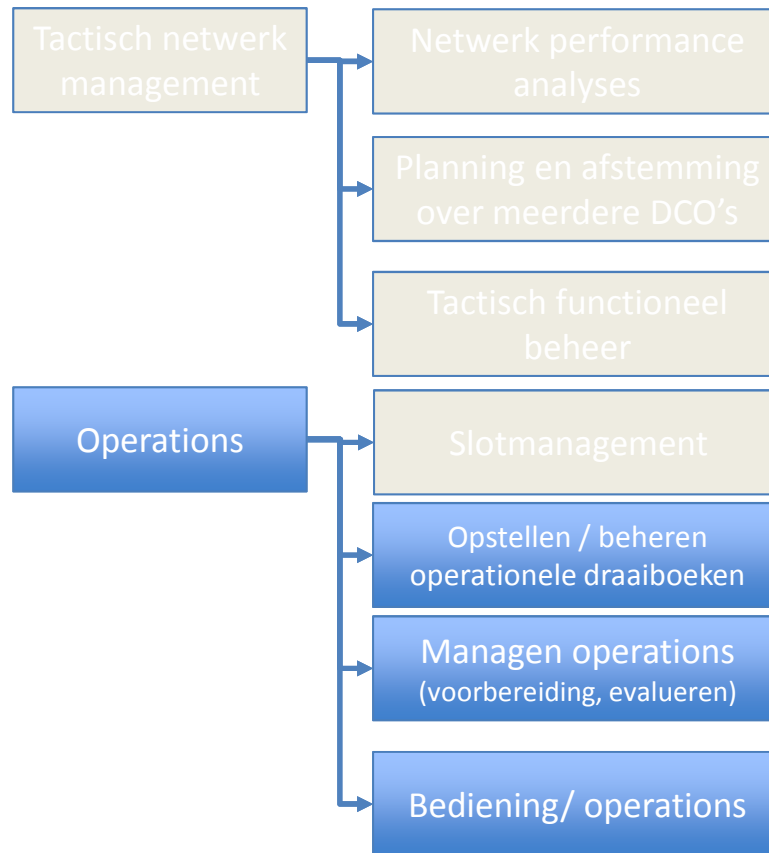 Tactisch netwerk
management
Netwerk performance
analyses
Planning en afstemming
over meerdere DCO’s
Tactisch functioneel
beheer
Operations
Slotmanagement
Opstellen / beheren
operationele draaiboeken
Managen operations
(voorbereiding, evalueren)
Bediening/ operations